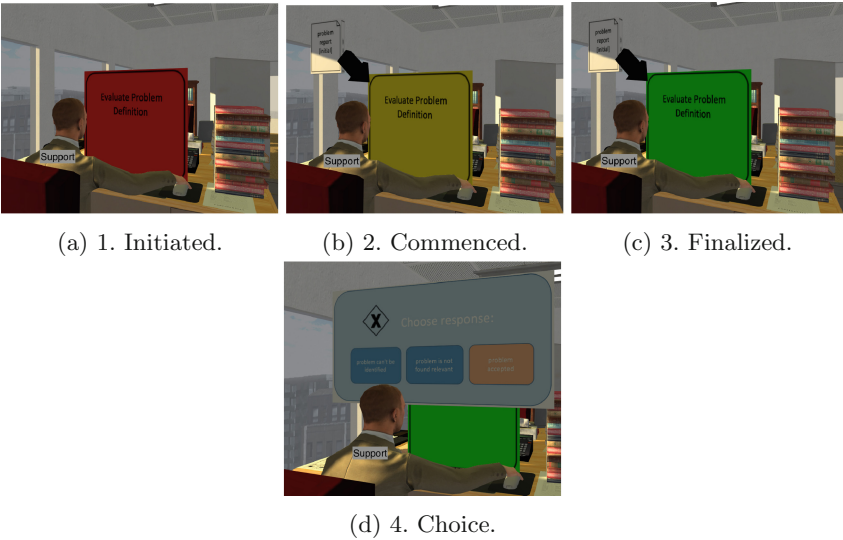 Evaluate Problem
Definition
Support
(a) 1. Initiated.
problem
report
[initial]
Evaluate Problem
Definition
Support
(b) 2. Commenced.
problem
report
[initial]
Evaluate Problem
Definition
Support
(c) 3. Finalized.
X
Choose response:
problem can't be
identified
problem is not
found relevant
problem
accepted
Support
(d) 4. Choice.